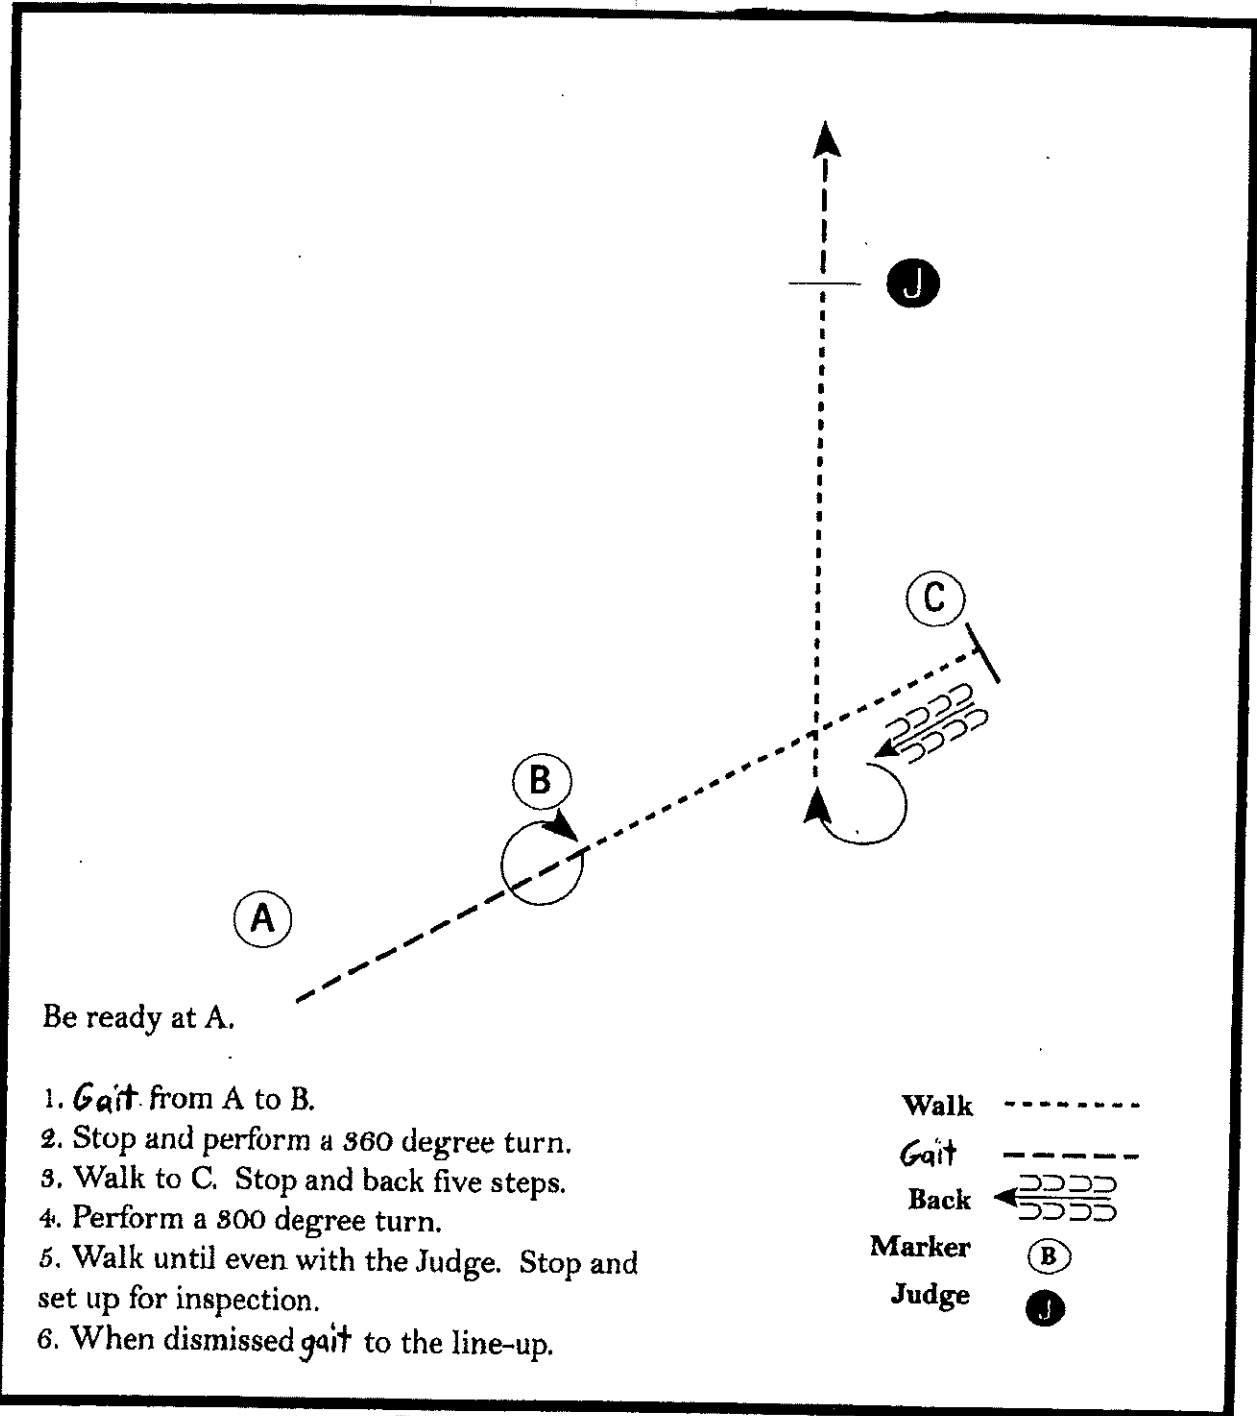 J
C
B
A
Be ready at A.
1. Gait from A to B.
2. Stop and perform a 360 degree turn.
3. Walk to C. Stop and back five steps.
4. Perform a 300 degree turn.
5. Walk until even with the Judge. Stop and
set up for inspection.
6. When dismissed gait to the line-up.
Walk
Gait
Back
Marker B
Judge J